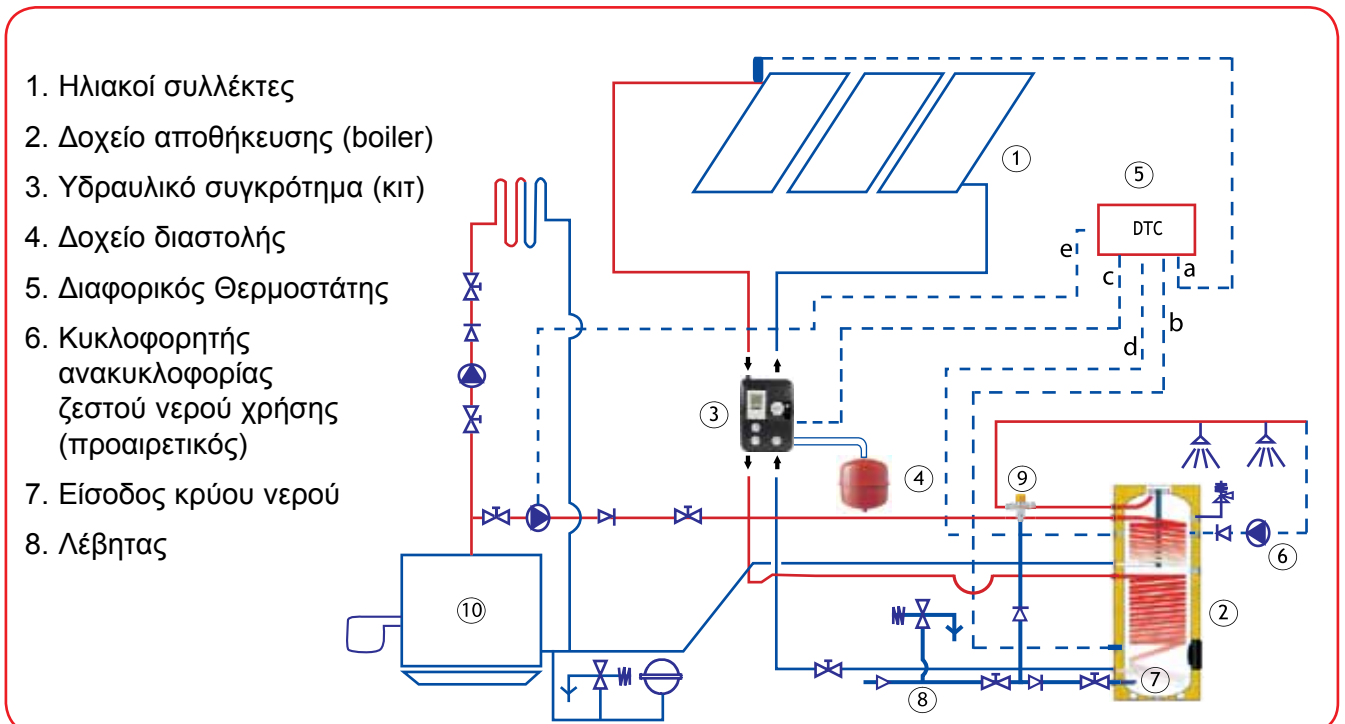 1. Ηλιακοί συλλέκτες
2. Δοχείο αποθήκευσης (boiler)
3. Υδραυλικό συγκρότημα (κιτ)
4. Δοχείο διαστολής
5. Διαφορικός Θερμοστάτης
6. Κυκλοφορητής
ανακυκλοφορίας
ζεστού νερού χρήσης
(προαιρετικός)
7. Είσοδος κρύου νερού
8. Λέβητας
1
5
DTC
e
c
a
b
d
3
4
9
6
10
2
7
8